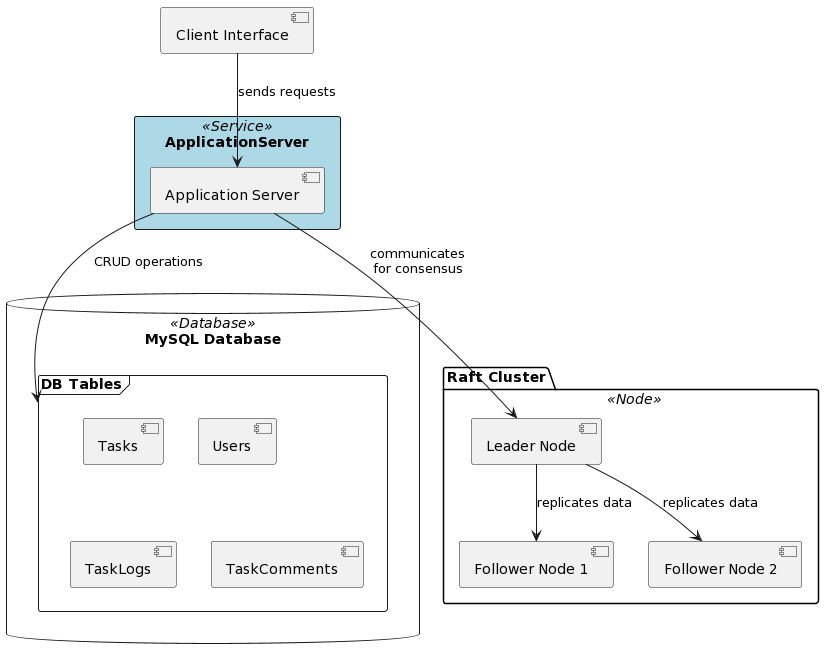 Client Interface
sends requests
«Service»
ApplicationServer
Application Server
CRUD operations
communicates
for consensus
«Database»
MySQL Database
DB Tables
Tasks
Users
TaskLogs
TaskComments
Raft Cluster
«Node»
Leader Node
replicates data
replicates data
Follower Node 1
Follower Node 2